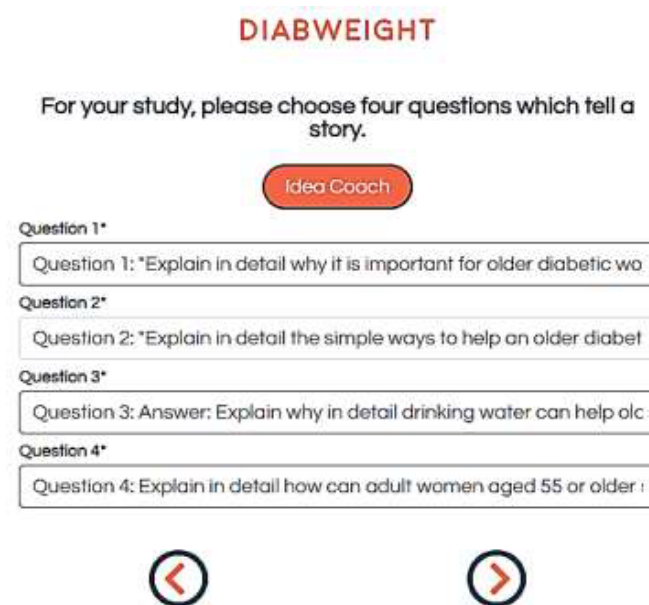 DIABWEIGHT
For your study, please choose four questions which tell a
story.
Idea Coach
Question 1*
Question 1: "Explain in detail why it is important for older diabetic wo
Question 2*
Question 2: "Explain in detail the simple ways to help an older diabet
Question 3*
Question 3: Answer: Explain why in detail drinking water can help olc
Question 4*
Question 4: Explain in detail how can adult women aged 55 or older